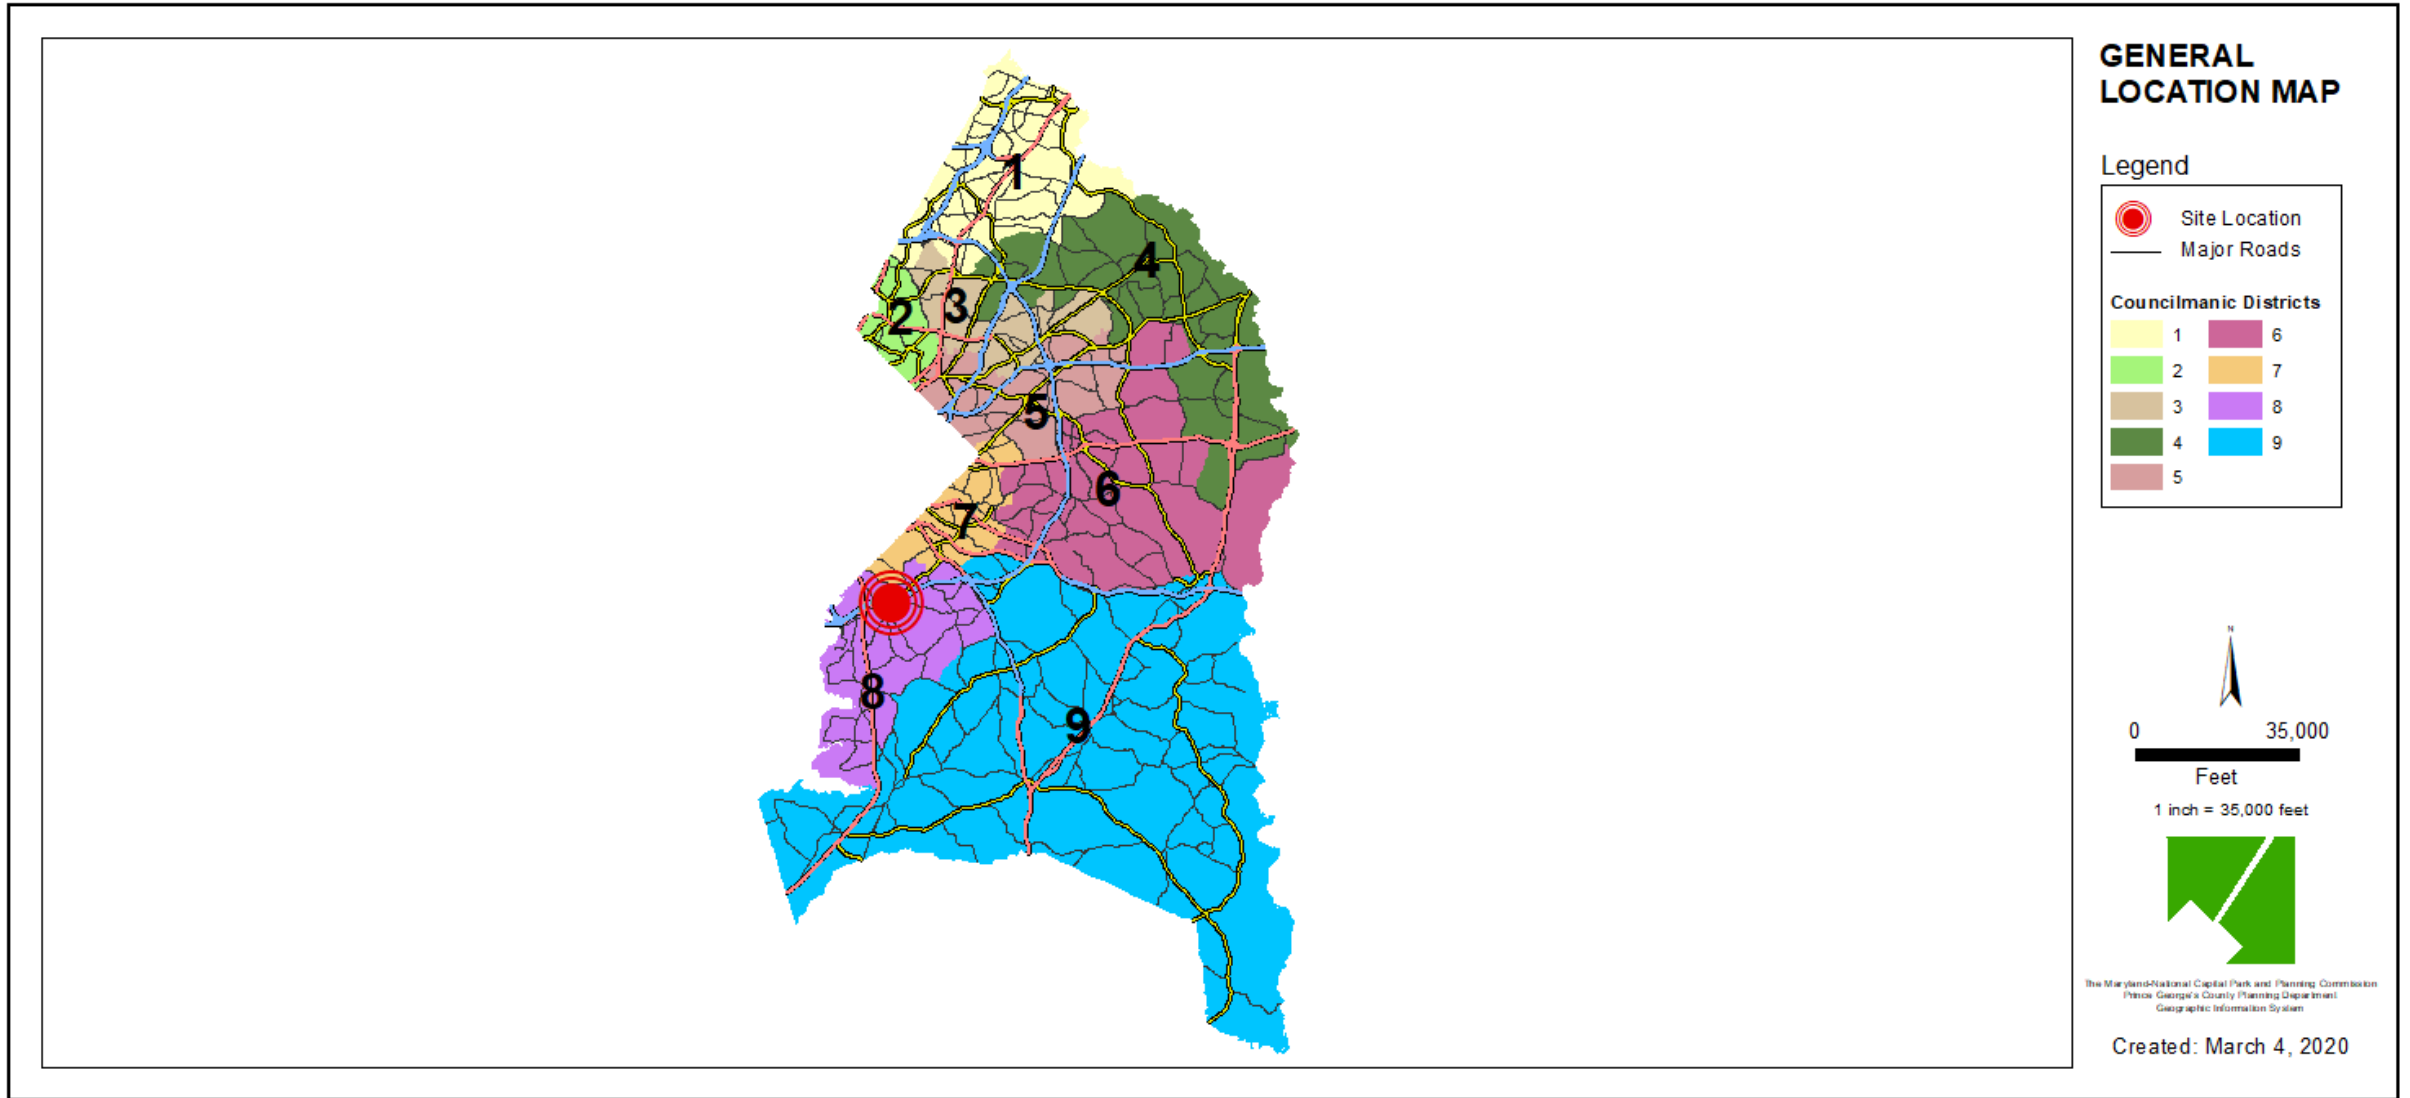 GENERAL
LOCATION MAP
Legend
Site Location
Major Roads
Councilmanic Districts
1 6
2 7
3 8
4 9
5
1
4
2
3
5
6
7
8
9
N
0 35,000
Feet
1 inch = 35,000 feet
The Maryland-National Capital Park and Planning Commission
Prince George's County Planning Department
Geographic Information System
Created: March 4, 2020